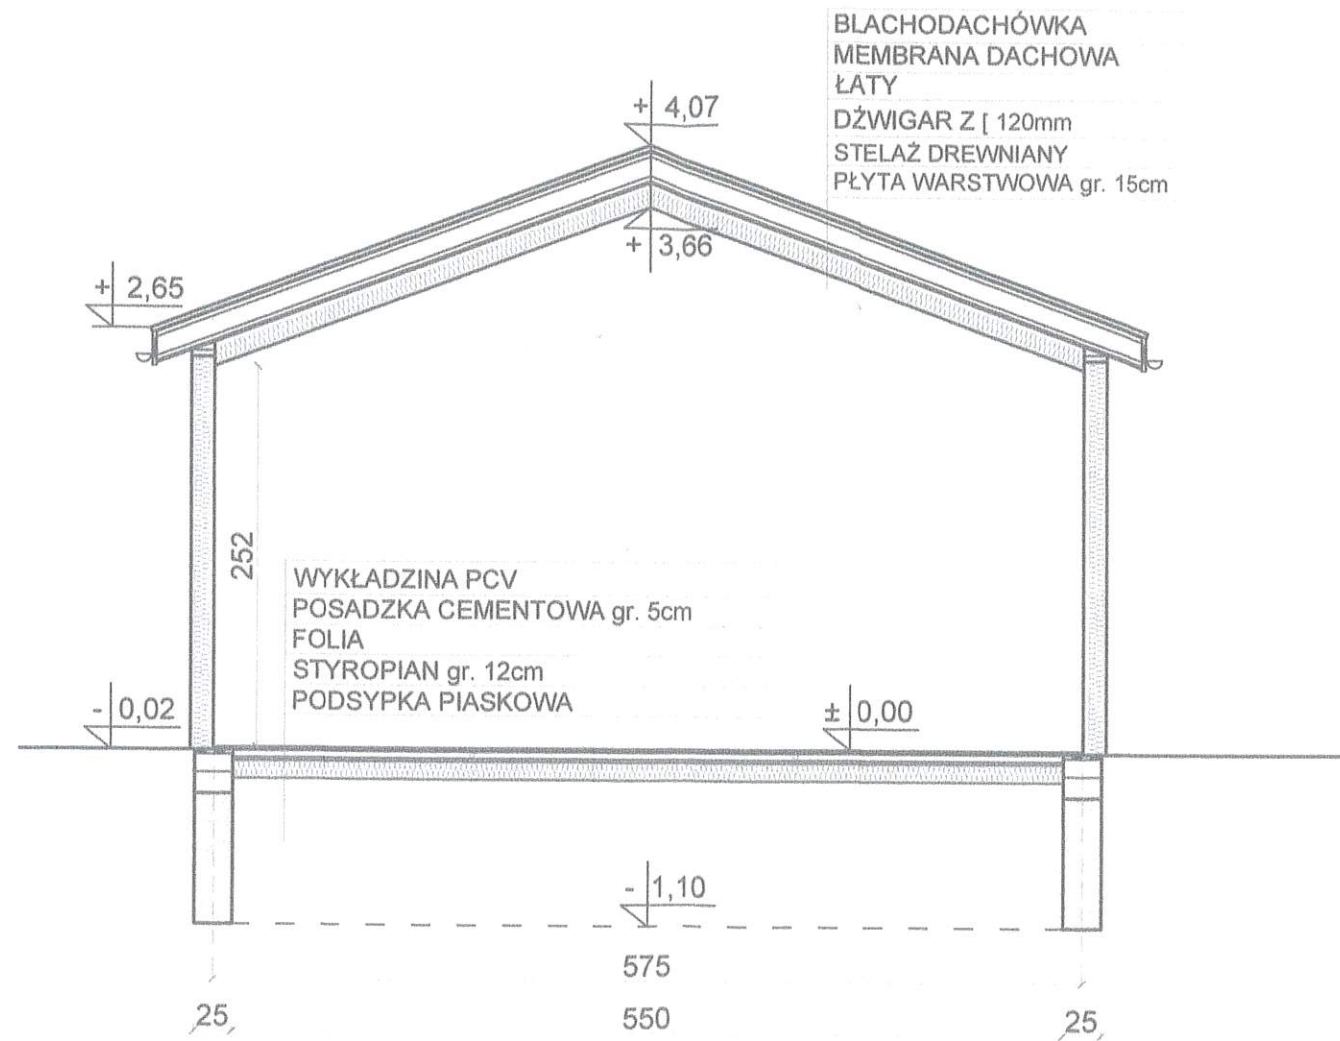 BLACHODACHÓWKA
MEMBRANA DACHOWA
ŁATY
DŹWIGAR Z [ 120mm
STELAŻ DREWNIANY
PŁYTA WARSTWOWA gr. 15cm
+ 4,07
+ 3,66
+ 2,65
252
WYKŁADZINA PCV
POSADZKA CEMENTOWA gr. 5cm
FOLIA
STYROPIAN gr. 12cm
PODSYPKA PIASKOWA
- 0,02
± 0,00
- 1,10
575
25
550
25